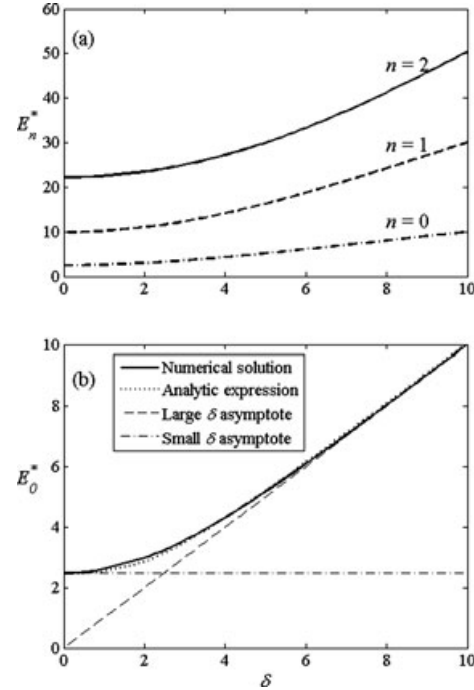 60
(a)
50
n = 2
40
E*n
30
n = 1
20
10
n = 0
0
0 2 4 6 8 10
10
(b)
Numerical solution
Analytic expression
Large δ asymptote
Small δ asymptote
8
6
E*0
4
2
0
0 2 4 6 8 10
δ